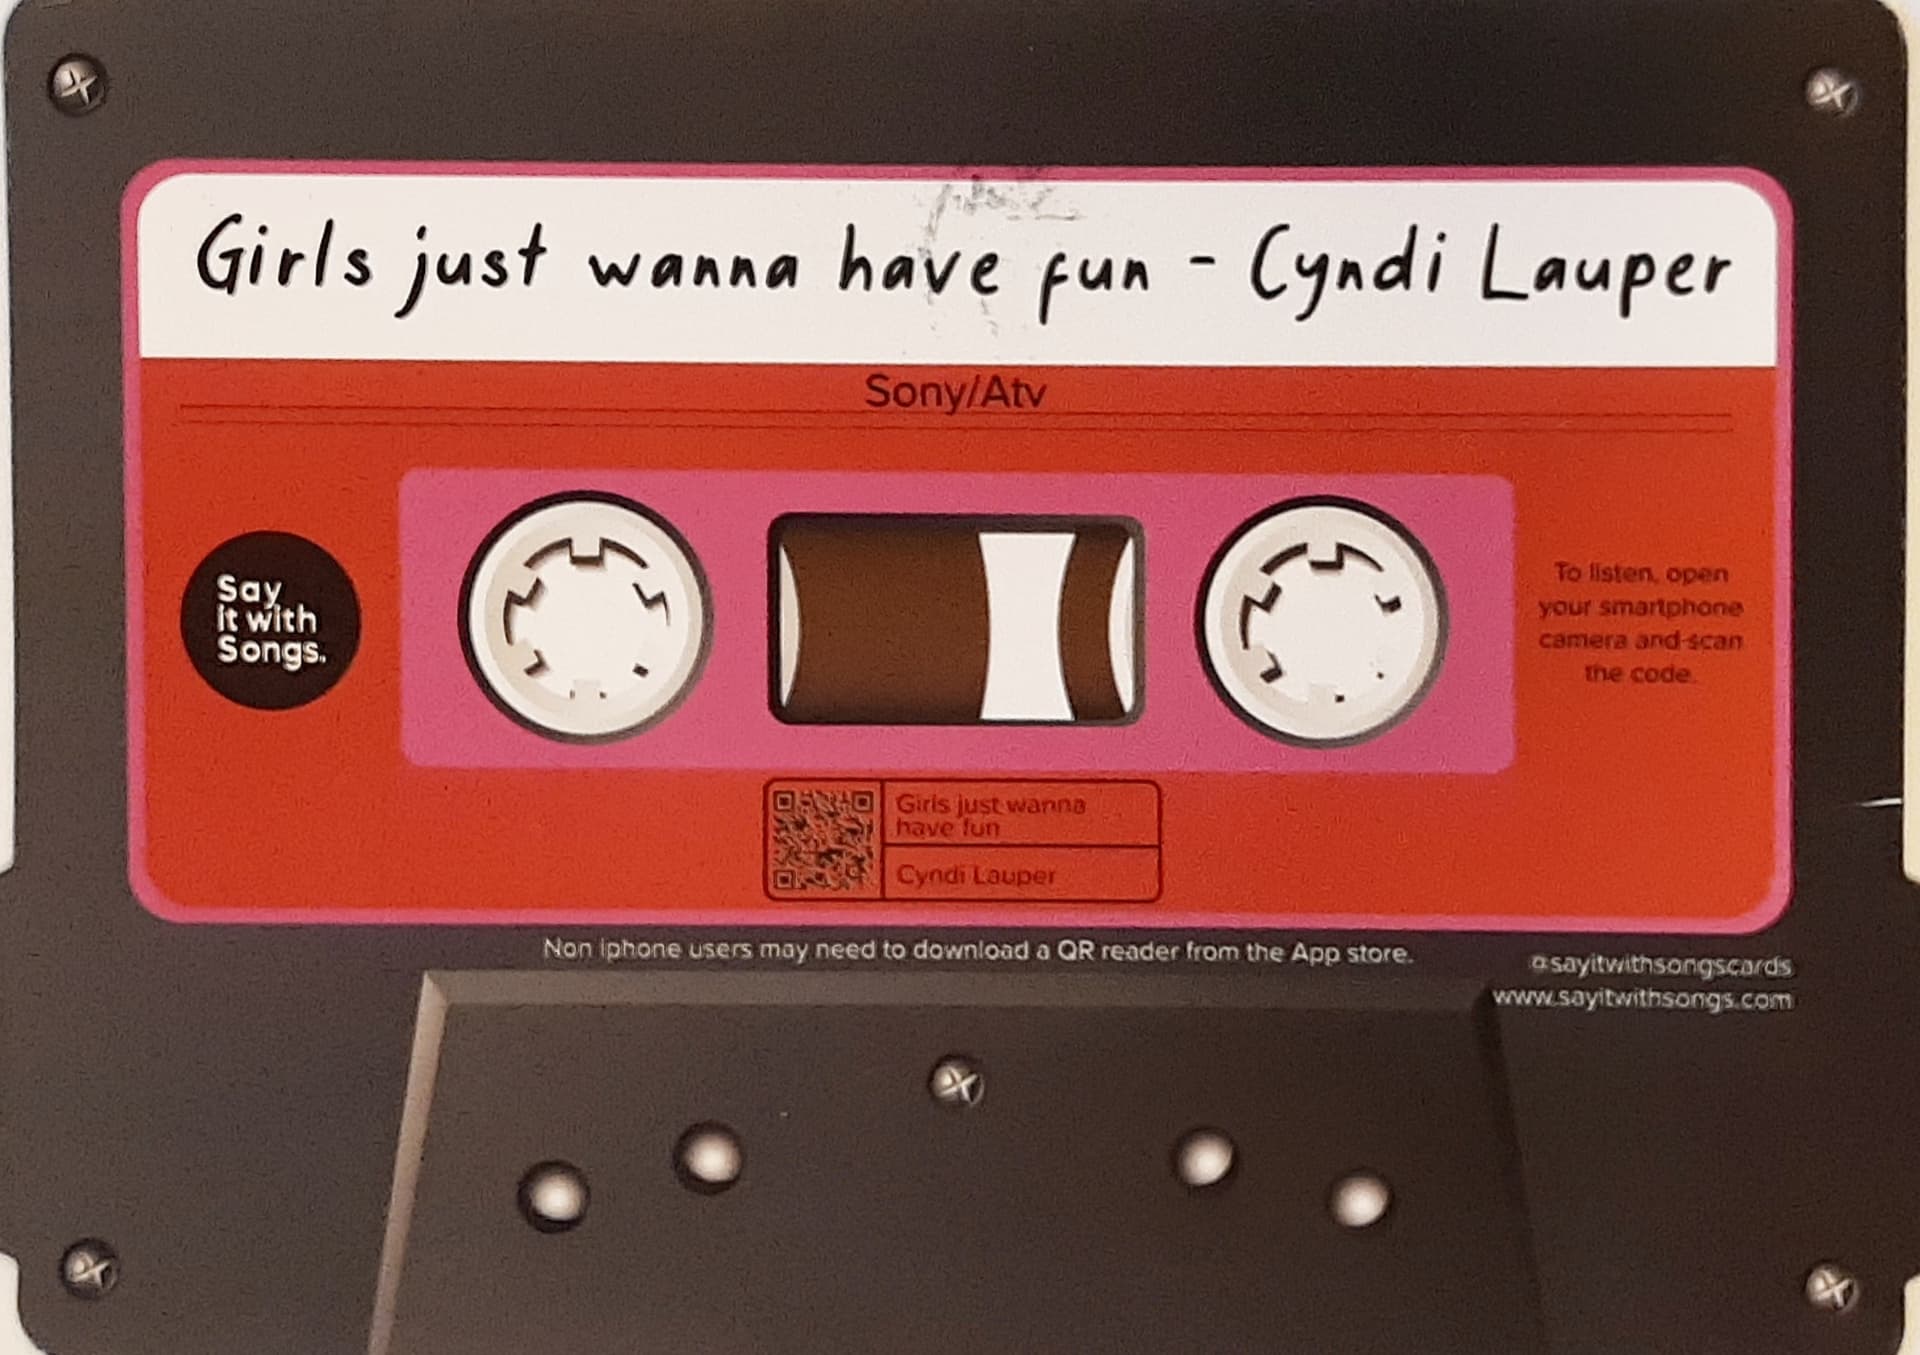 Girls just wanna have fun - Cyndi Lauper
Sony/Atv
Say
it with
Songs.
To listen, open
your smartphone
camera and scan
the code.
Girls just wanna
have fun
Cyndi Lauper
Non iphone users may need to download a QR reader from the App store.
@sayitwithsongscards
www.sayitwithsongs.com